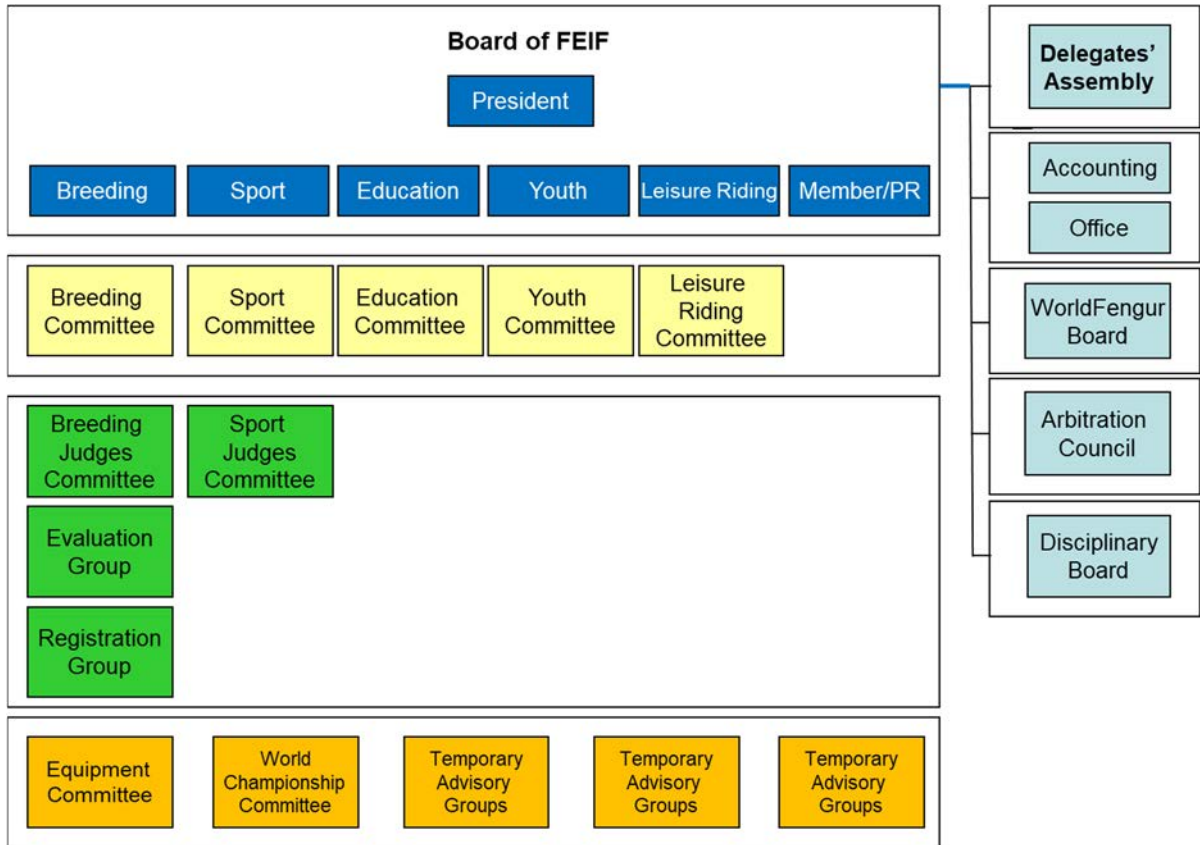 Board of FEIF
President
Breeding
Sport
Education
Youth
Leisure Riding
Member/PR
Breeding
Committee
Sport
Committee
Education
Committee
Youth
Committee
Leisure
Riding
Committee
Breeding
Judges
Committee
Sport
Judges
Committee
Evaluation
Group
Registration
Group
Equipment
Committee
World
Championship
Committee
Temporary
Advisory
Groups
Temporary
Advisory
Groups
Temporary
Advisory
Groups
Delegates'
Assembly
Accounting
Office
WorldFengur
Board
Arbitration
Council
Disciplinary
Board